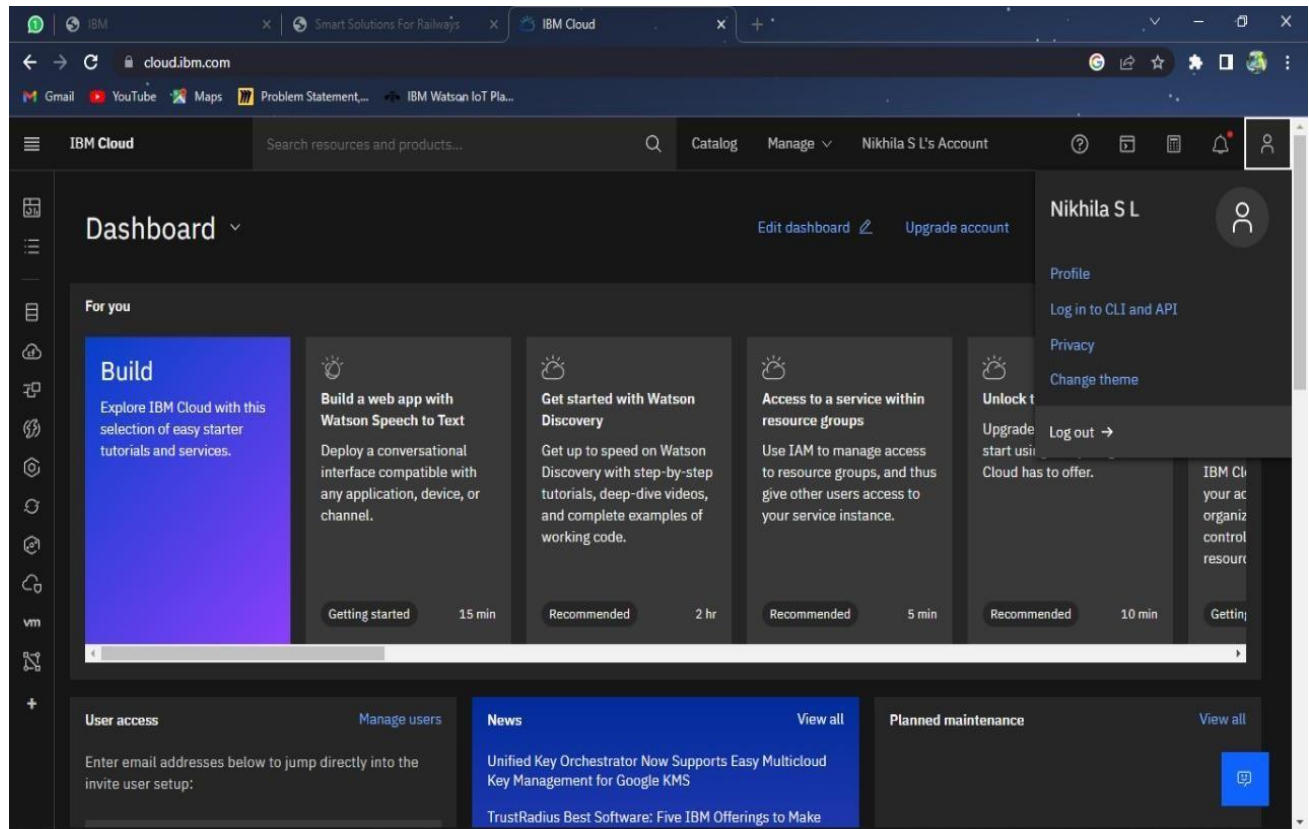 IBM
Smart Solutions For Railways
IBM Cloud
cloud.ibm.com
Gmail
YouTube
Maps
Problem Statement,...
IBM Watson IoT Pla...
IBM Cloud
Search resources and products...
Catalog
Manage
Nikhila S L's Account
Dashboard
Edit dashboard
Upgrade account
Nikhila S L
Profile
Log in to CLI and API
Privacy
Change theme
Log out →
For you
Build
Explore IBM Cloud with this
selection of easy starter
tutorials and services.
Build a web app with
Watson Speech to Text
Deploy a conversational
interface compatible with
any application, device, or
channel.
Getting started 15 min
Get started with Watson
Discovery
Get up to speed on Watson
Discovery with step-by-step
tutorials, deep-dive videos,
and complete examples of
working code.
Recommended 2 hr
Access to a service within
resource groups
Use IAM to manage access
to resource groups, and thus
give other users access to
your service instance.
Recommended 5 min
Unlock
Upgrade
start
Cloud has to offer.
Recommended 10 min
IBM
your
vm
User access
Manage users
Enter email addresses below to jump directly into the
invite user setup:
News
View all
Unified Key Orchestrator Now Supports Easy Multicloud
Key Management for Google KMS
TrustRadius Best Software: Five IBM Offerings to Make
Planned maintenance
View all